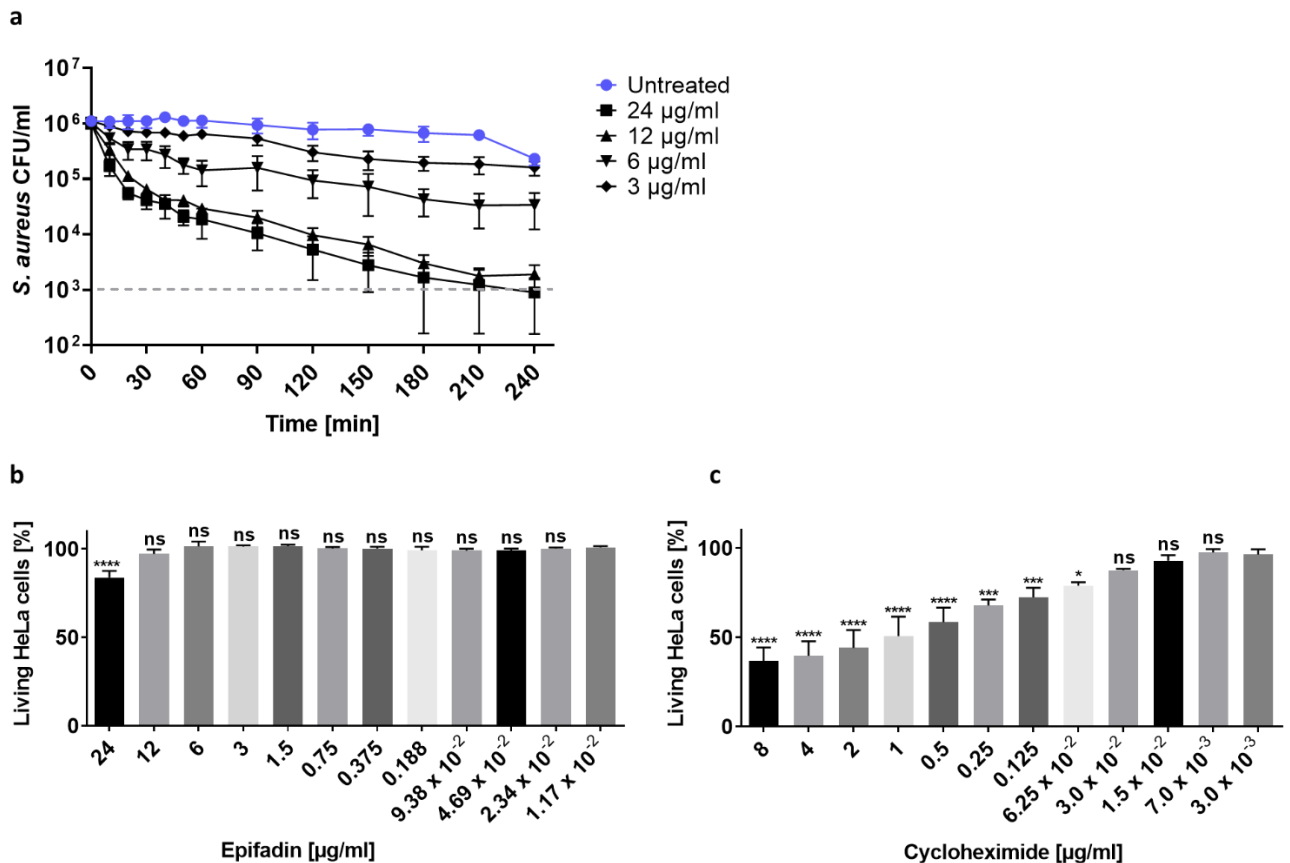 a
10^7
10^6
10^5
10^4
10^3
10^2
S. aureus CFU/ml
0
30
60
90
120
150
180
210
240
Time [min]
Untreated
24 µg/ml
12 µg/ml
6 µg/ml
3 µg/ml
b
Living HeLa cells [%]
100
50
0
**** ns ns ns ns ns ns ns ns ns ns
24
12
6
3
1.5
0.75
0.375
0.188
9.38 x 10^-2
4.69 x 10^-2
2.34 x 10^-2
1.17 x 10^-2
Epifadin [µg/ml]
c
Living HeLa cells [%]
100
50
0
**** **** **** **** **** *** *** * ns ns ns
8
4
2
1
0.5
0.25
0.125
6.25 x 10^-2
3.0 x 10^-2
1.5 x 10^-2
7.0 x 10^-3
3.0 x 10^-3
Cycloheximide [µg/ml]